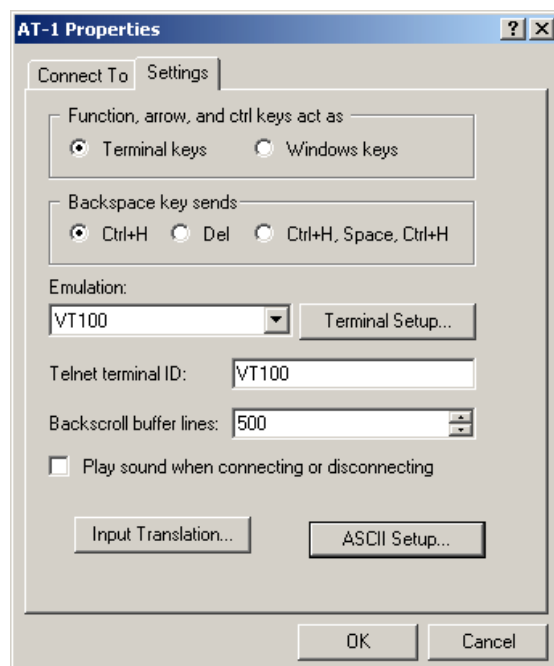 AT-1 Properties
Connect To Settings
Function, arrow, and ctrl keys act as
Terminal keys Windows keys
Backspace key sends
Ctrl+H Del Ctrl+H, Space, Ctrl+H
Emulation:
VT100 Terminal Setup...
Telnet terminal ID: VT100
Backscroll buffer lines: 500
Play sound when connecting or disconnecting
Input Translation... ASCII Setup...
OK Cancel